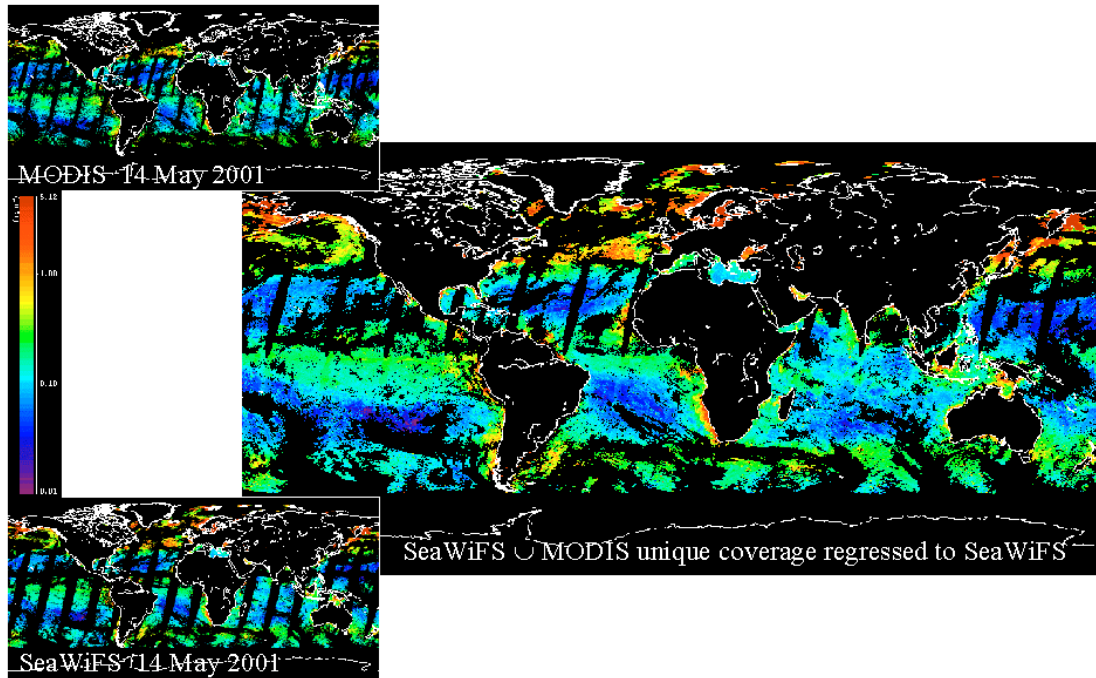 MODIS 14 May 2001
5.12
1.00
0.10
0.01
SeaWiFS ∪ MODIS unique coverage regressed to SeaWiFS
SeaWiFS 14 May 2001